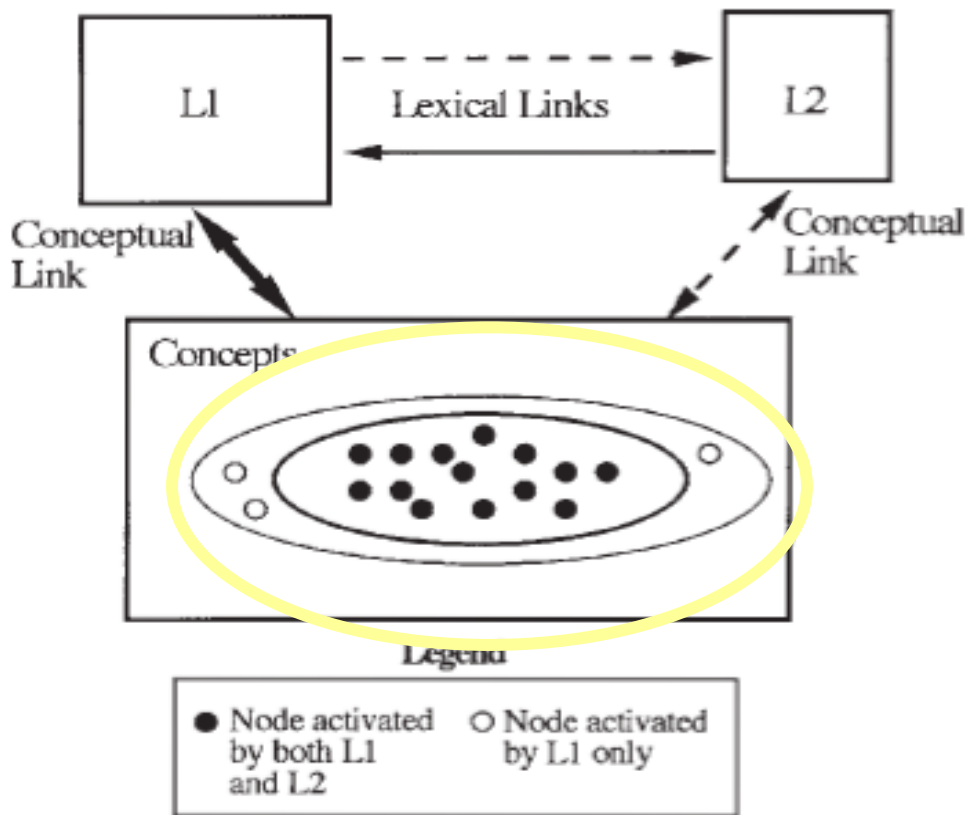 L1
Lexical Links
L2
Conceptual
Link
Conceptual
Link
Concepts
Legend
Node activated
by both L1
and L2
Node activated
by L1 only